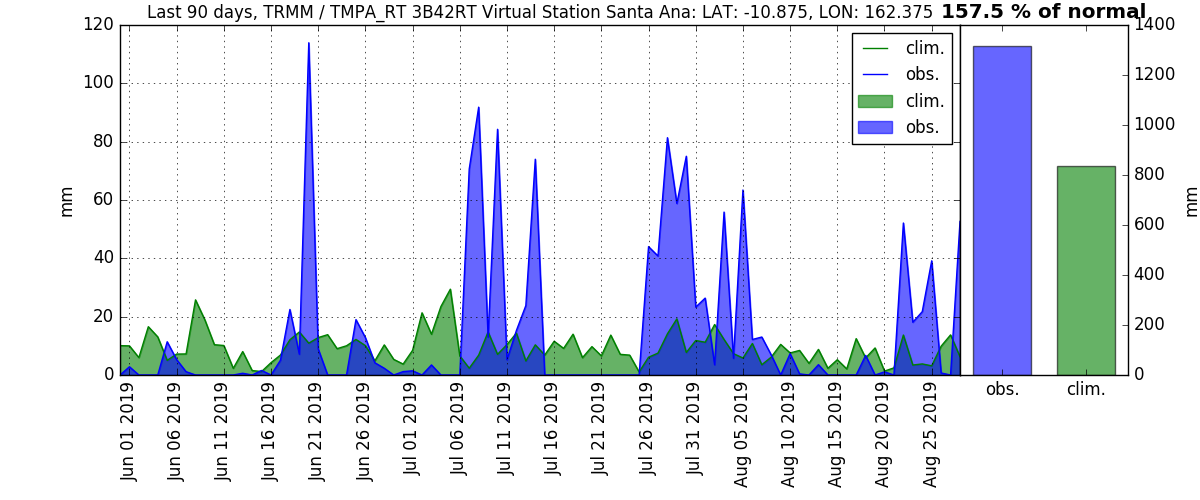 Last 90 days, TRMM / TMPA_RT 3B42RT Virtual Station Santa Ana: LAT: -10.875, LON: 162.375 157.5 % of normal
120
100
80
60
40
20
0
mm
clim.
obs.
clim.
obs.
1400
1200
1000
800
600
400
200
0
mm
Jun 01 2019
Jun 06 2019
Jun 11 2019
Jun 16 2019
Jun 21 2019
Jun 26 2019
Jul 01 2019
Jul 06 2019
Jul 11 2019
Jul 16 2019
Jul 21 2019
Jul 26 2019
Jul 31 2019
Aug 05 2019
Aug 10 2019
Aug 15 2019
Aug 20 2019
Aug 25 2019
obs.
clim.